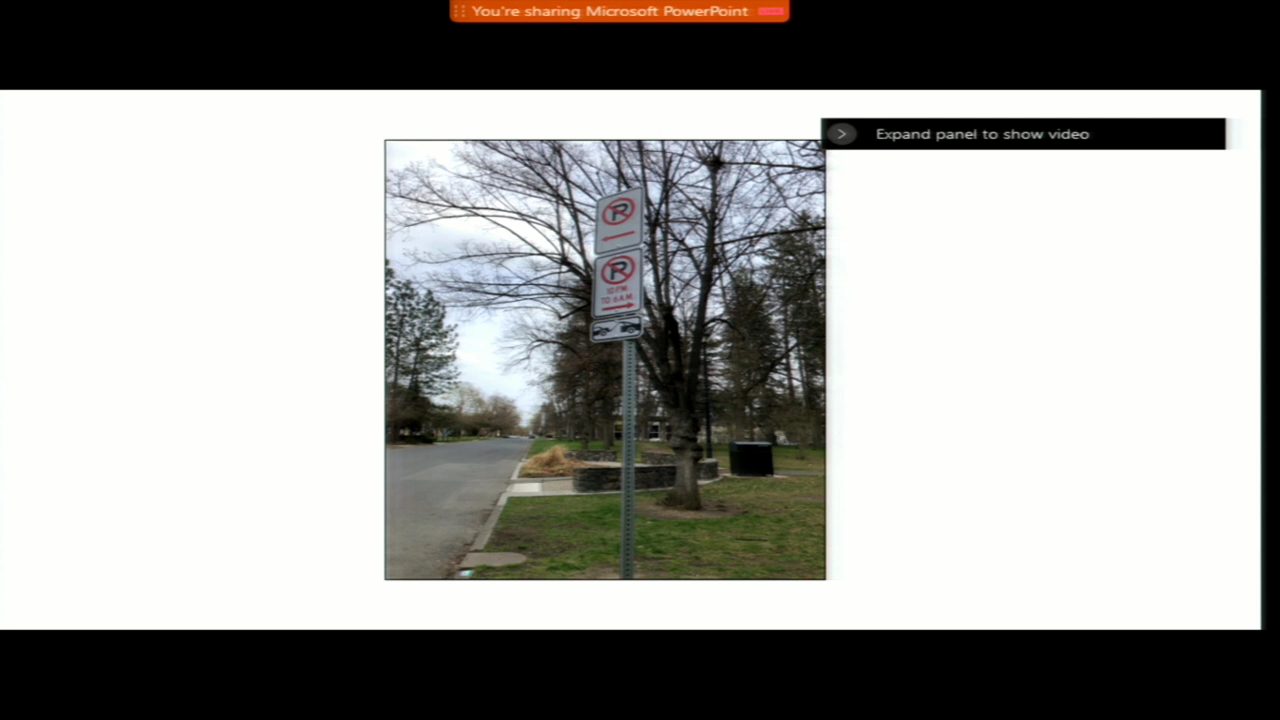 You're sharing Microsoft PowerPoint
Expand panel to show video
P
P
10 P.M.
TO 6 A.M.